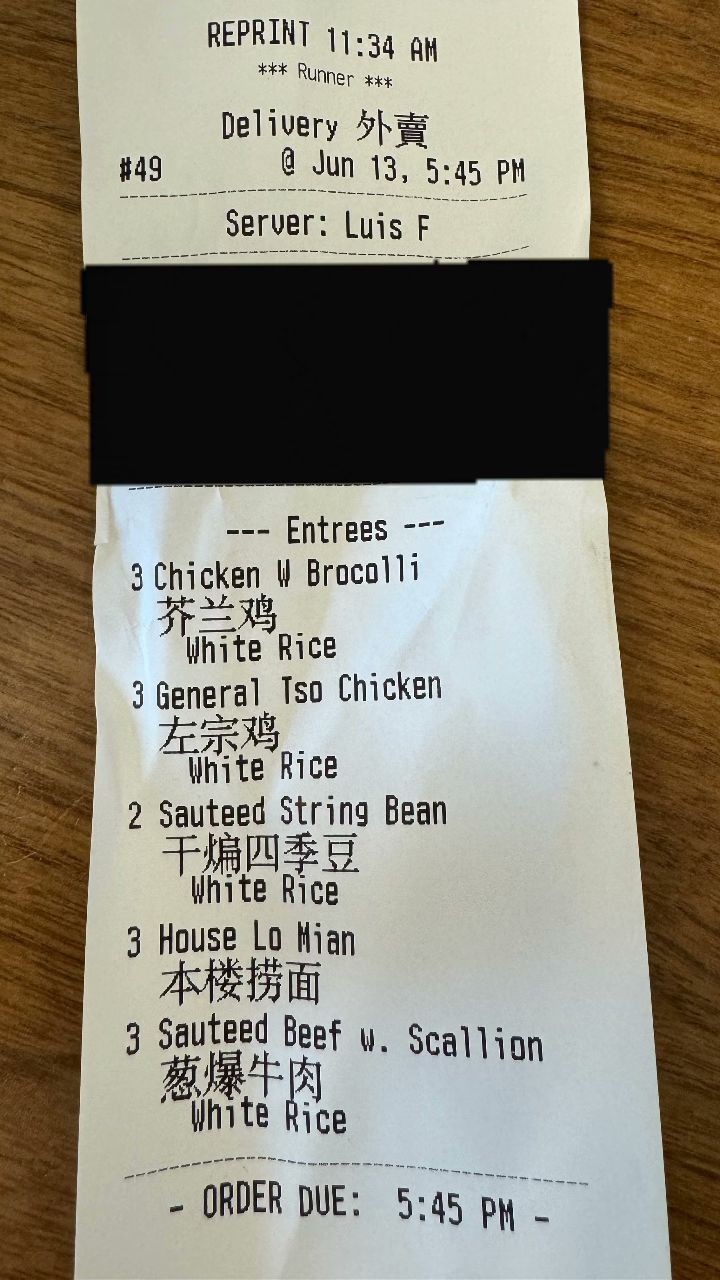 REPRINT 11:34 AM
*** Runner ***
Delivery 外賣
#49 @ Jun 13, 5:45 PM
Server: Luis F
--- Entrees ---
3 Chicken W Brocolli
芥兰鸡
White Rice
3 General Tso Chicken
左宗鸡
White Rice
2 Sauteed String Bean
干煸四季豆
White Rice
3 House Lo Mian
本楼捞面
3 Sauteed Beef w. Scallion
葱爆牛肉
White Rice
- ORDER DUE: 5:45 PM -